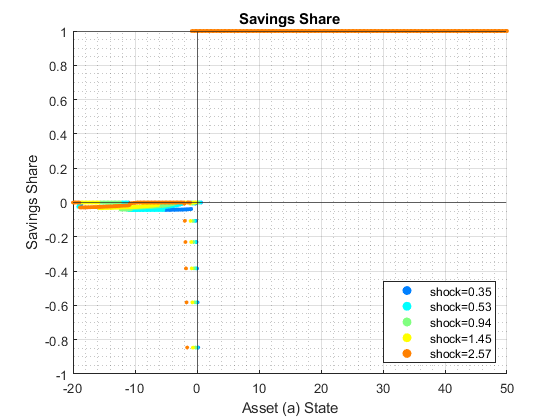 Savings Share
1
0.8
0.6
0.4
0.2
0
-0.2
-0.4
-0.6
-0.8
-1
Savings Share
-20
-10
0
10
20
30
40
50
Asset (a) State
shock=0.35
shock=0.53
shock=0.94
shock=1.45
shock=2.57